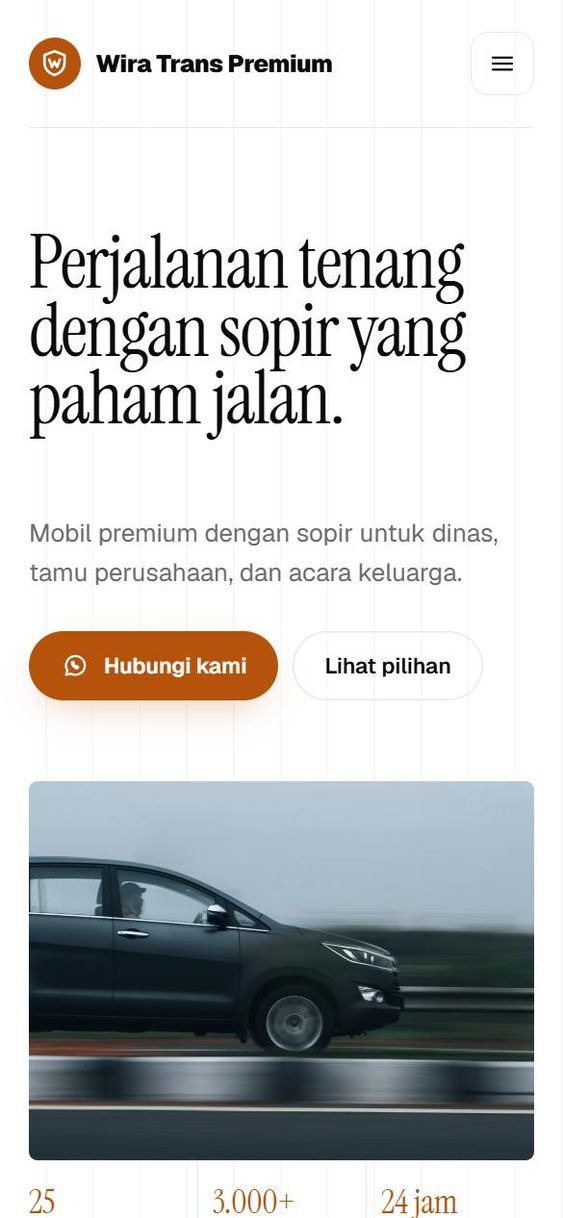 W
Wira Trans Premium
Perjalanan tenang
dengan sopir yang
paham jalan.
Mobil premium dengan sopir untuk dinas,
tamu perusahaan, dan acara keluarga.
Hubungi kami
Lihat pilihan
25
3.000+
24 jam